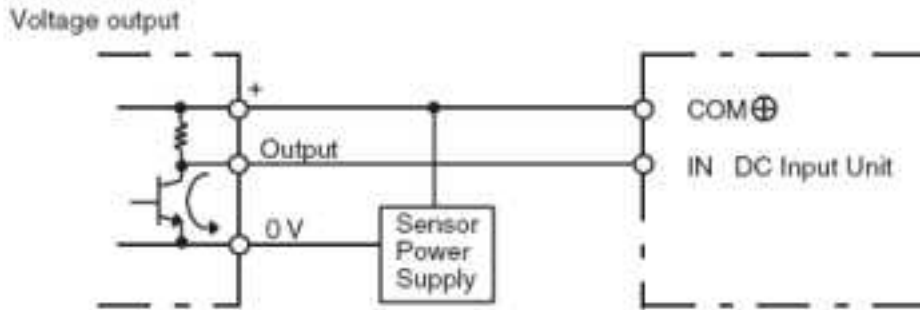 Voltage output
+
COM ⊕
Output
IN DC Input Unit
0 V
Sensor
Power
Supply